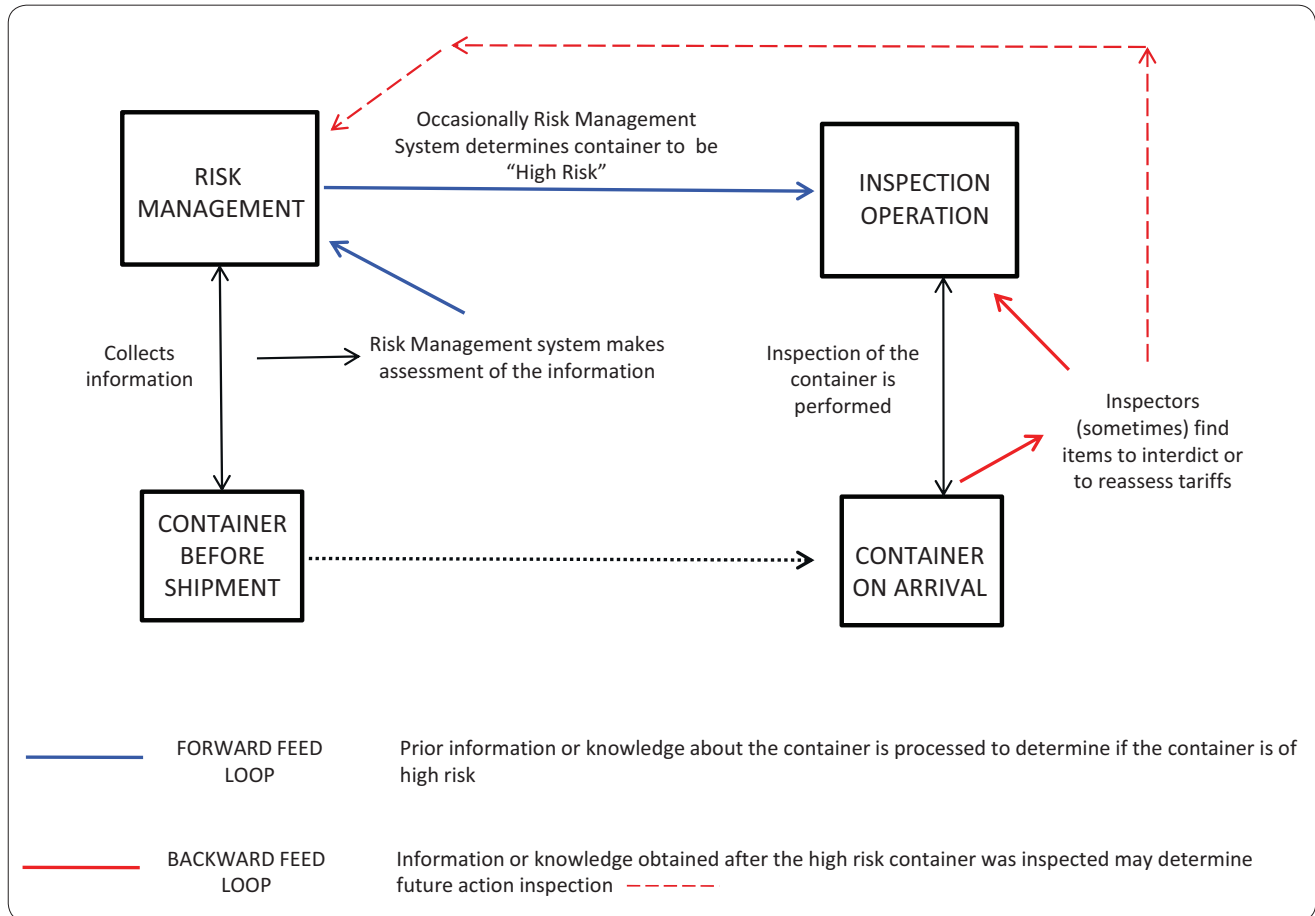 Occasionally Risk Management
System determines container to be
“High Risk”
RISK
MANAGEMENT
INSPECTION
OPERATION
Collects
information
Risk Management system makes
assessment of the information
Inspection of the
container is
performed
Inspectors
(sometimes) find
items to interdict or
to reassess tariffs
CONTAINER
BEFORE
SHIPMENT
CONTAINER
ON ARRIVAL
FORWARD FEED
LOOP
Prior information or knowledge about the container is processed to determine if the container is of
high risk
BACKWARD FEED
LOOP
Information or knowledge obtained after the high risk container was inspected may determine
future action inspection